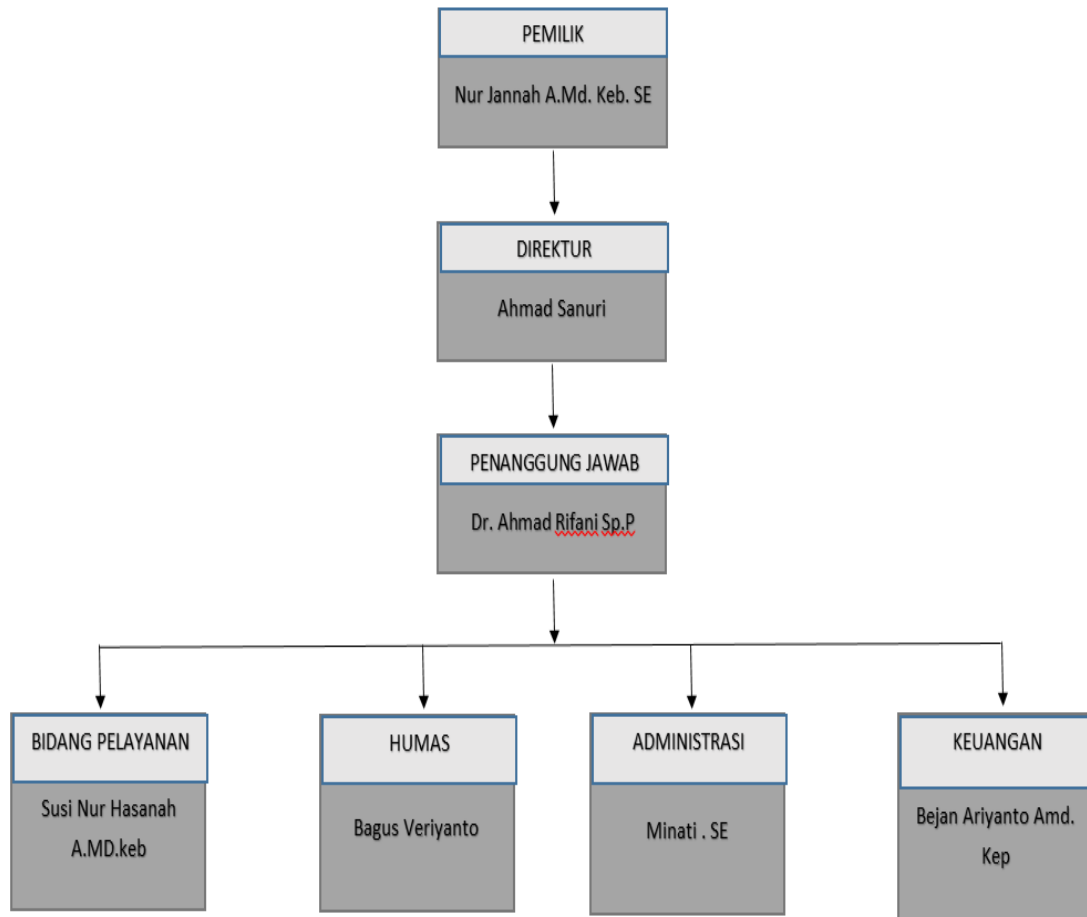 PEMILIK
Nur Jannah A.Md. Keb. SE
DIREKTUR
Ahmad Sanuri
PENANGGUNG JAWAB
Dr. Ahmad Rifani Sp.P
BIDANG PELAYANAN
Susi Nur Hasanah
A.MD.keb
HUMAS
Bagus Veriyanto
ADMINISTRASI
Minati . SE
KEUANGAN
Bejan Ariyanto Amd.
Kep